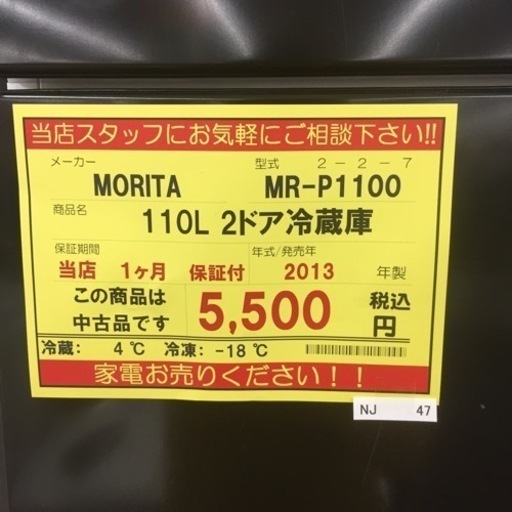 当店スタッフにお気軽にご相談下さい!!
メーカー 型式 2-2-7
MORITA MR-P1100
商品名
110L 2ドア冷蔵庫
保証期間 年式/発売年
当店 1ヶ月 保証付 2013 年製
この商品は
中古品です
5,500 税込
円
冷蔵: 4℃ 冷凍: -18℃
家電お売りください!!
NJ 47